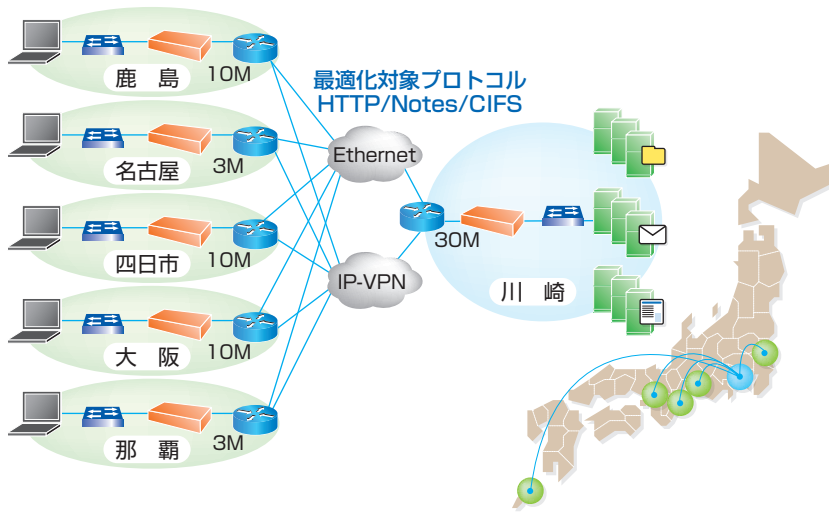 鹿 島
10M
名古屋
3M
四日市
10M
大 阪
10M
那 覇
3M
最適化対象プロトコル
HTTP/Notes/CIFS
Ethernet
IP-VPN
30M
川 崎